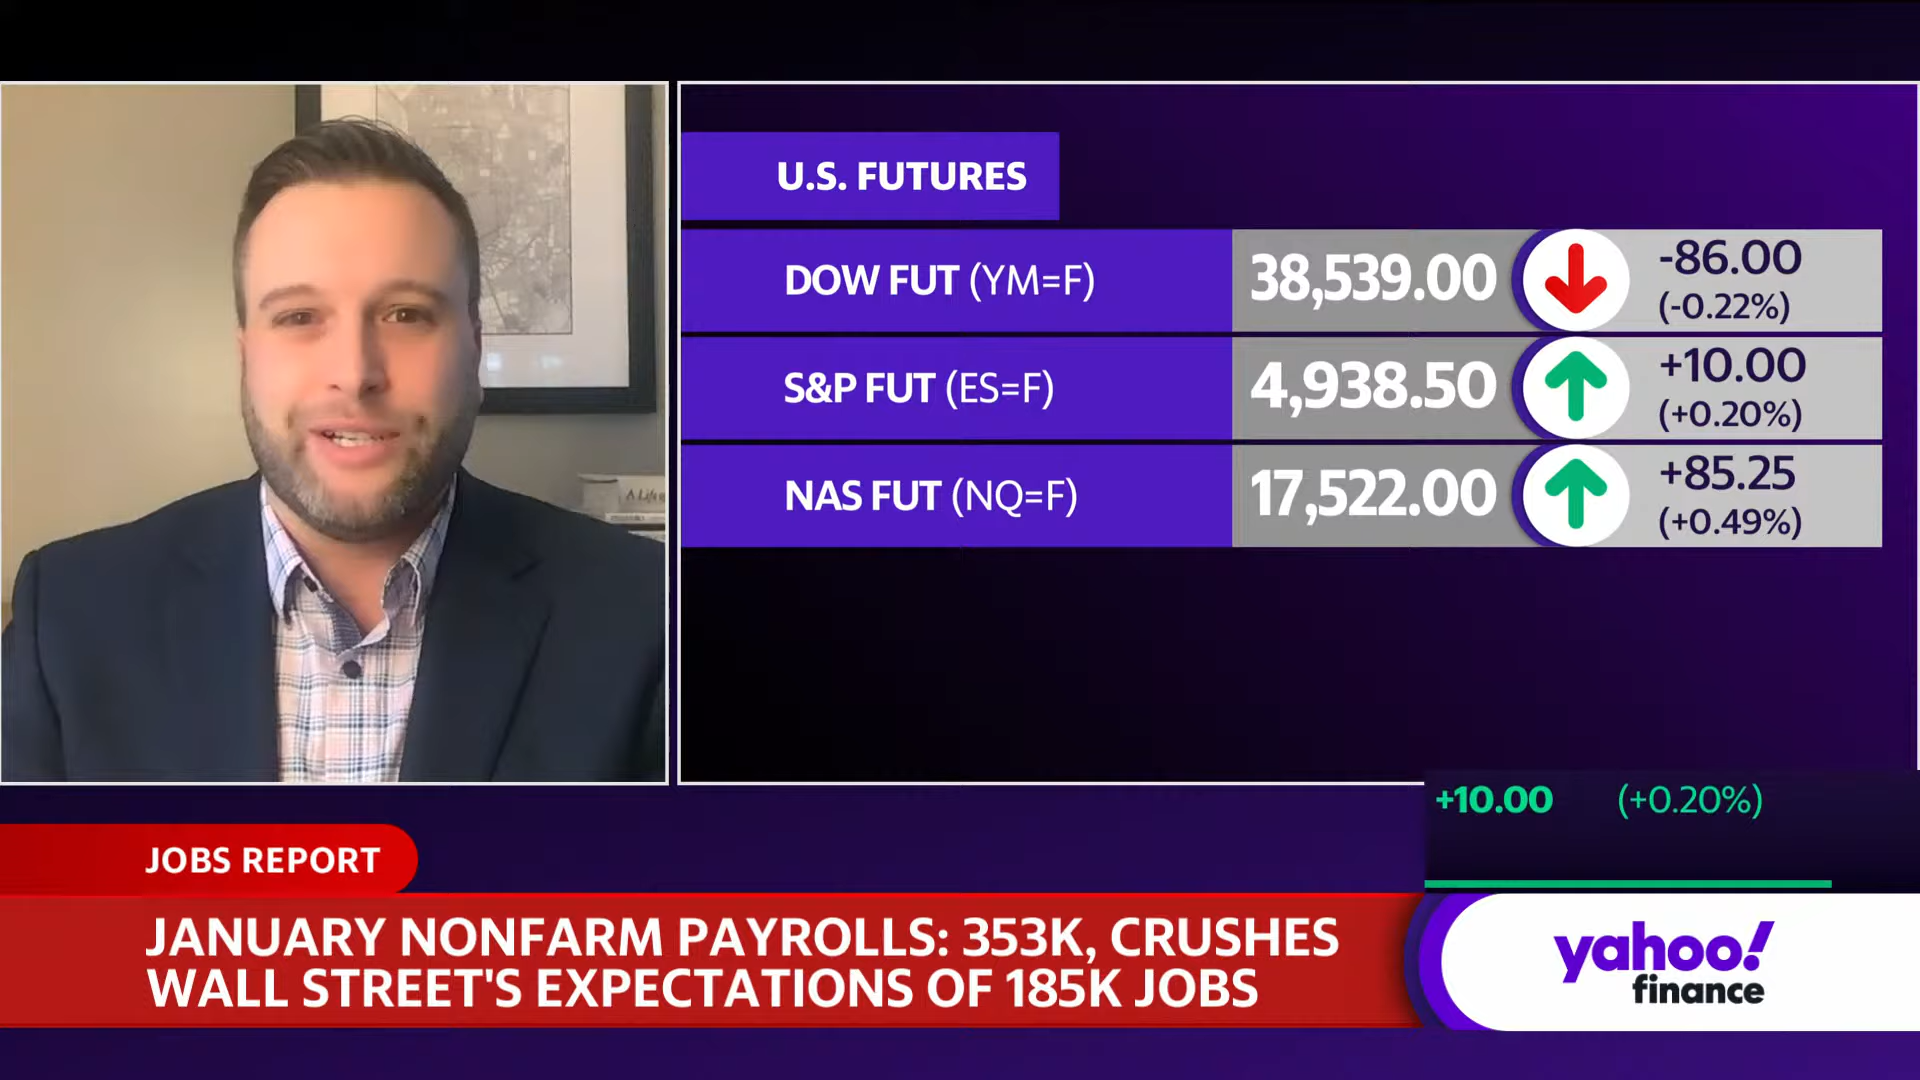 U.S. FUTURES
DOW FUT (YM=F) 38,539.00 -86.00 (-0.22%)
S&P FUT (ES=F) 4,938.50 +10.00 (+0.20%)
NAS FUT (NQ=F) 17,522.00 +85.25 (+0.49%)
A Life
+10.00 (+0.20%)
JOBS REPORT
JANUARY NONFARM PAYROLLS: 353K, CRUSHES
WALL STREET'S EXPECTATIONS OF 185K JOBS
yahoo!
finance